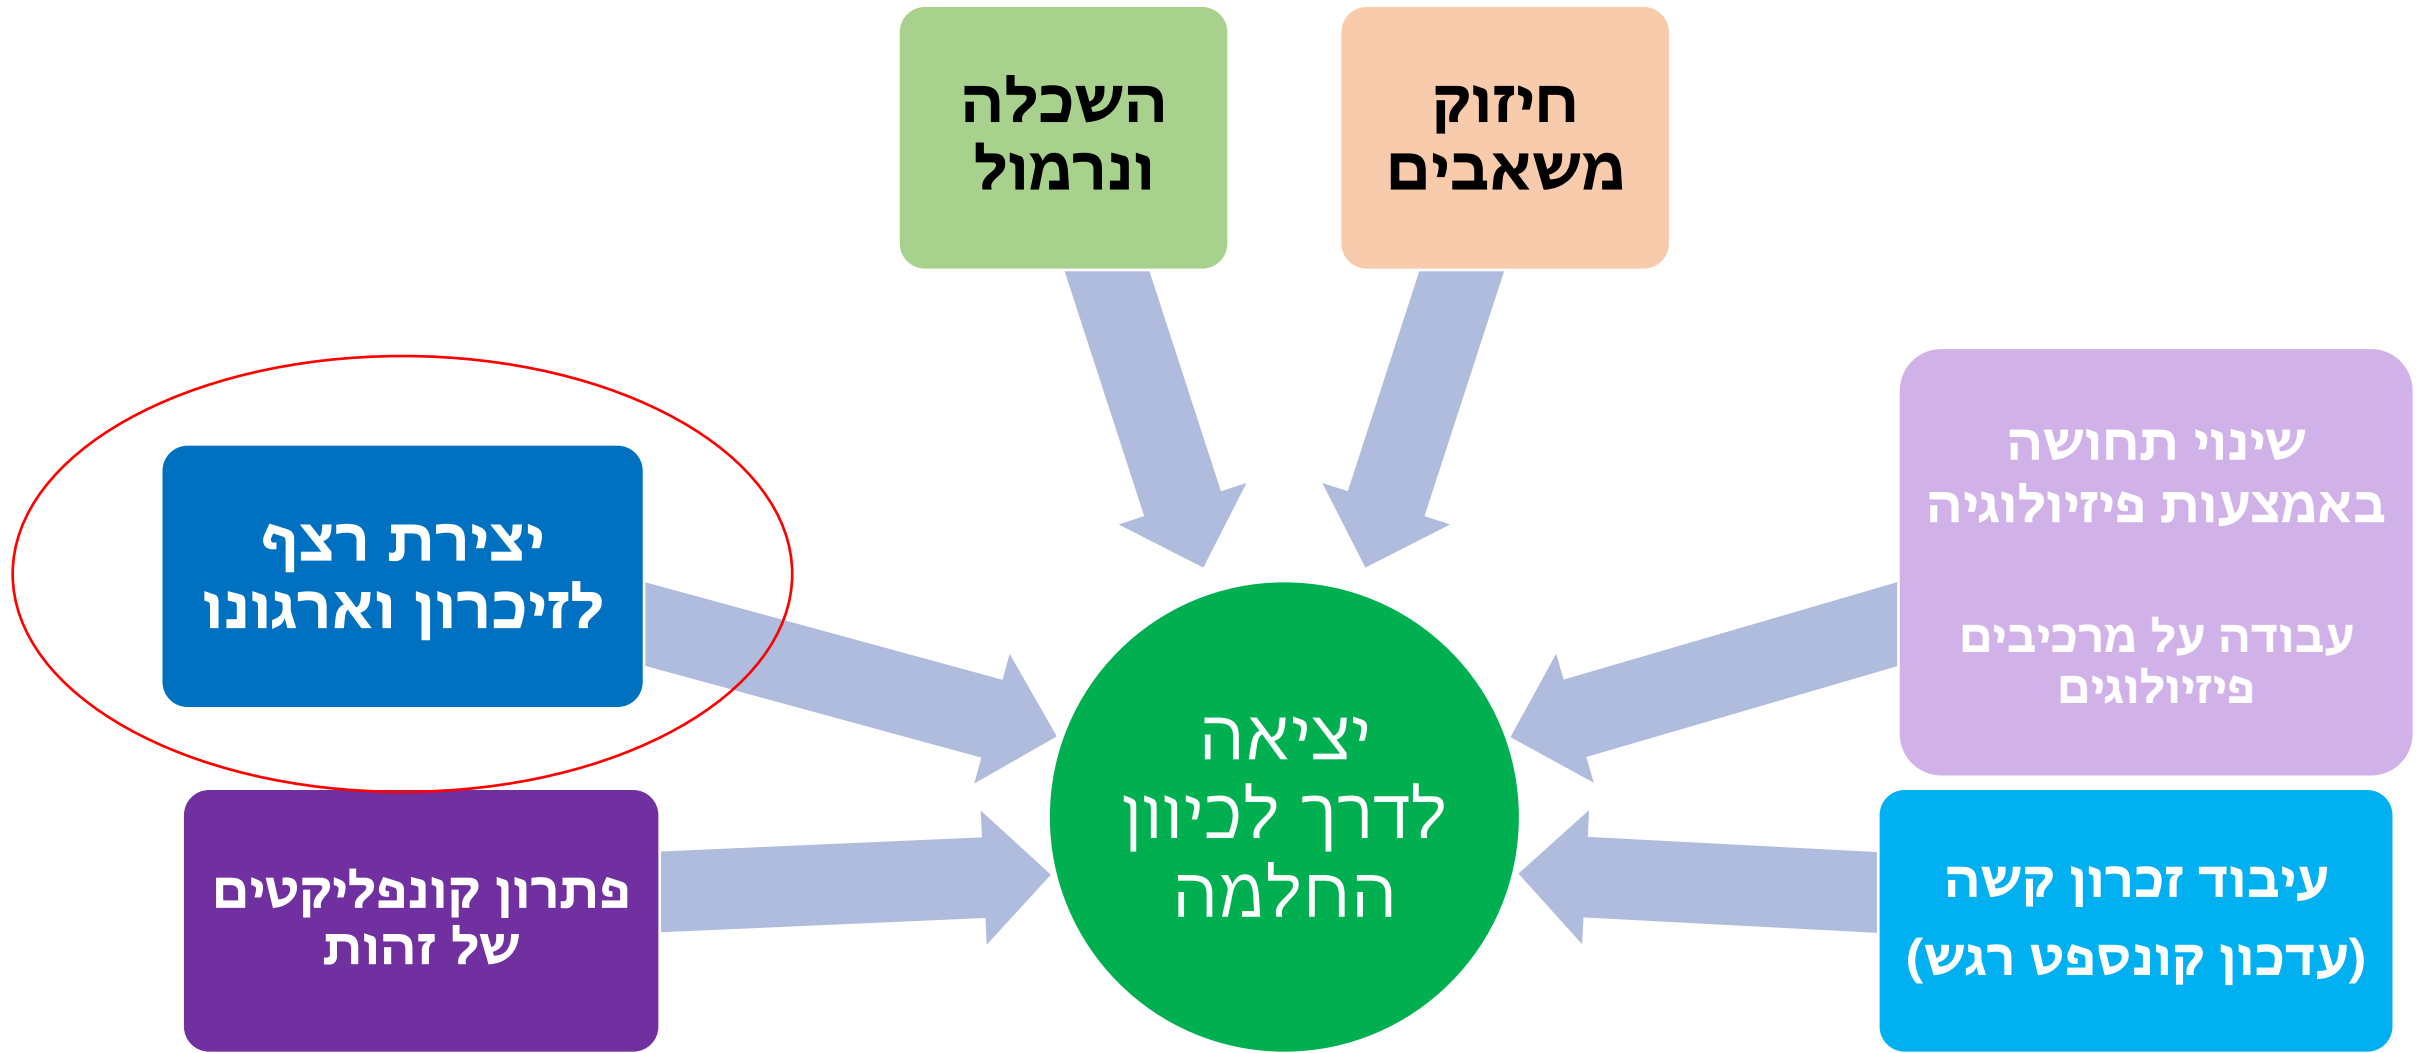 חיזוק
משאבים
השכלה
ונרמול
שינוי תחושה
באמצעות פיזיולוגיה
עבודה על מרכיבים
פיזיולוגים
יצירת רצף
לזיכרון וארגונו
יציאה
לדרך לכיוון
החלמה
עיבוד זכרון קשה
(עדכון קונספט רגש)
פתרון קונפליקטים
של זהות